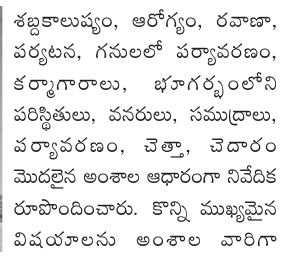 శబ్దకాలుష్యం, ఆరోగ్యం, రవాణా,
పర్యటన, గనులలో పర్యావరణం,
కర్మాగారాలు, భూగర్భంలోని
పరిస్థితులు, వనరులు, సముద్రాలు,
పర్యావరణం, చెత్తా, చెదారం
మొదలైన అంశాల ఆధారంగా నివేదిక
రూపొందించారు. కొన్ని ముఖ్యమైన
విషయాలను అంశాల వారిగా